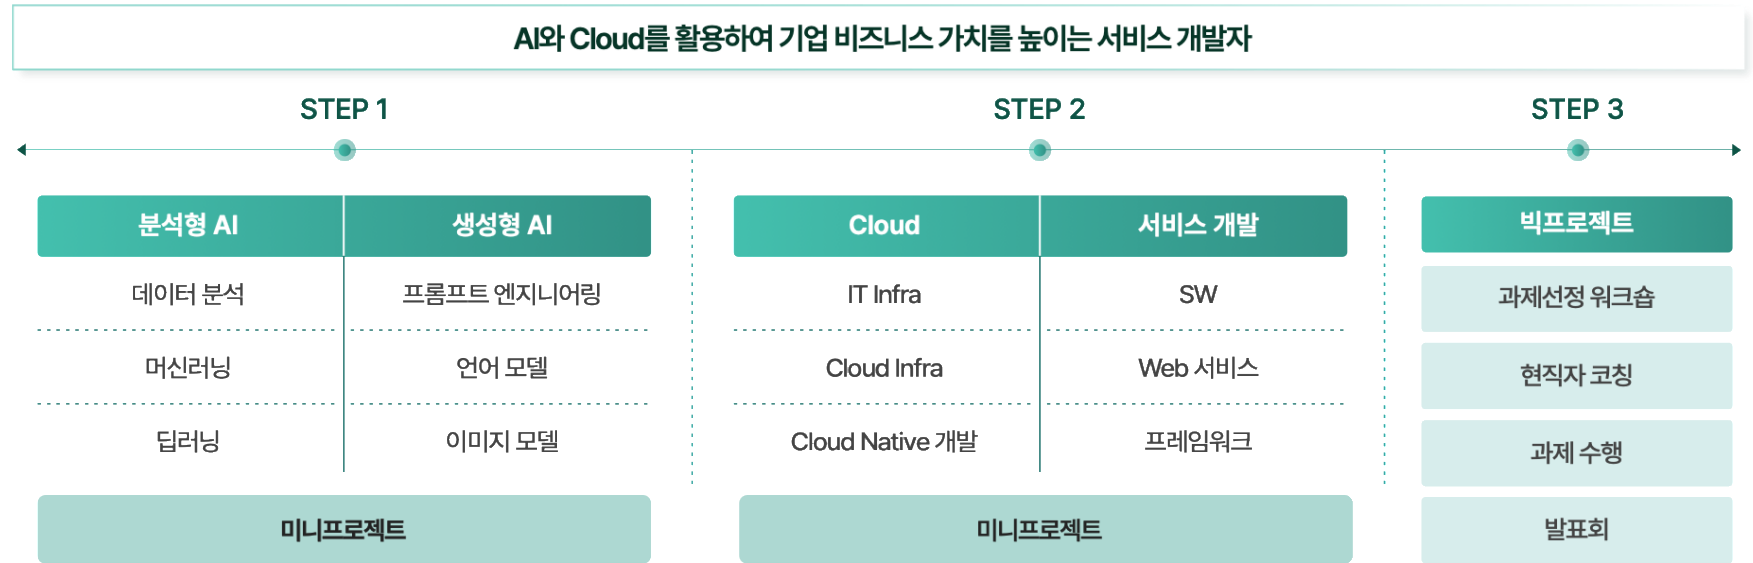 AI와 Cloud를 활용하여 기업 비즈니스 가치를 높이는 서비스 개발자
STEP 1
STEP 2
STEP 3
분석형 AI
생성형 AI
데이터 분석
프롬프트 엔지니어링
머신러닝
언어 모델
딥러닝
이미지 모델
미니프로젝트
Cloud
서비스 개발
IT Infra
SW
Cloud Infra
Web 서비스
Cloud Native 개발
프레임워크
미니프로젝트
빅프로젝트
과제선정 워크숍
현직자 코칭
과제 수행
발표회